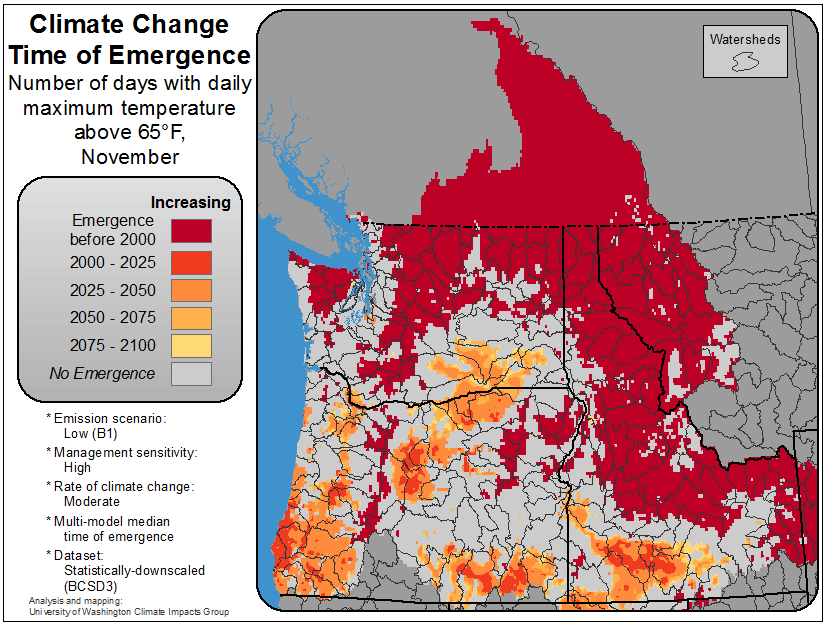 Climate Change
Time of Emergence
Number of days with daily
maximum temperature
above 65°F,
November
Increasing
Emergence
before 2000
2000 - 2025
2025 - 2050
2050 - 2075
2075 - 2100
No Emergence
* Emission scenario:
Low (B1)
* Management sensitivity:
High
* Rate of climate change:
Moderate
* Multi-model median
time of emergence
* Dataset:
Statistically-downscaled
(BCSD3)
Analysis and mapping:
University of Washington Climate Impacts Group
Watersheds